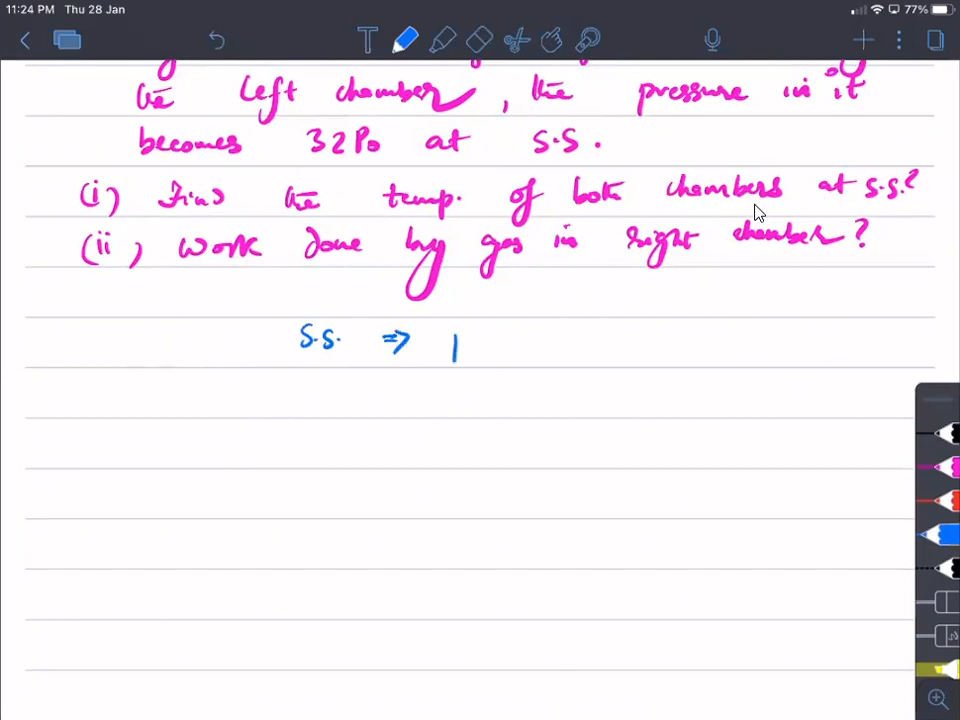 11:24 PM Thu 28 Jan 77%
T
the left chamber, the pressure in it
becomes 32P0 at S.S.
(i) Find the temp. of both chambers at s.s?
(ii) Work done by gas in right chamber?
S.S. ⇒